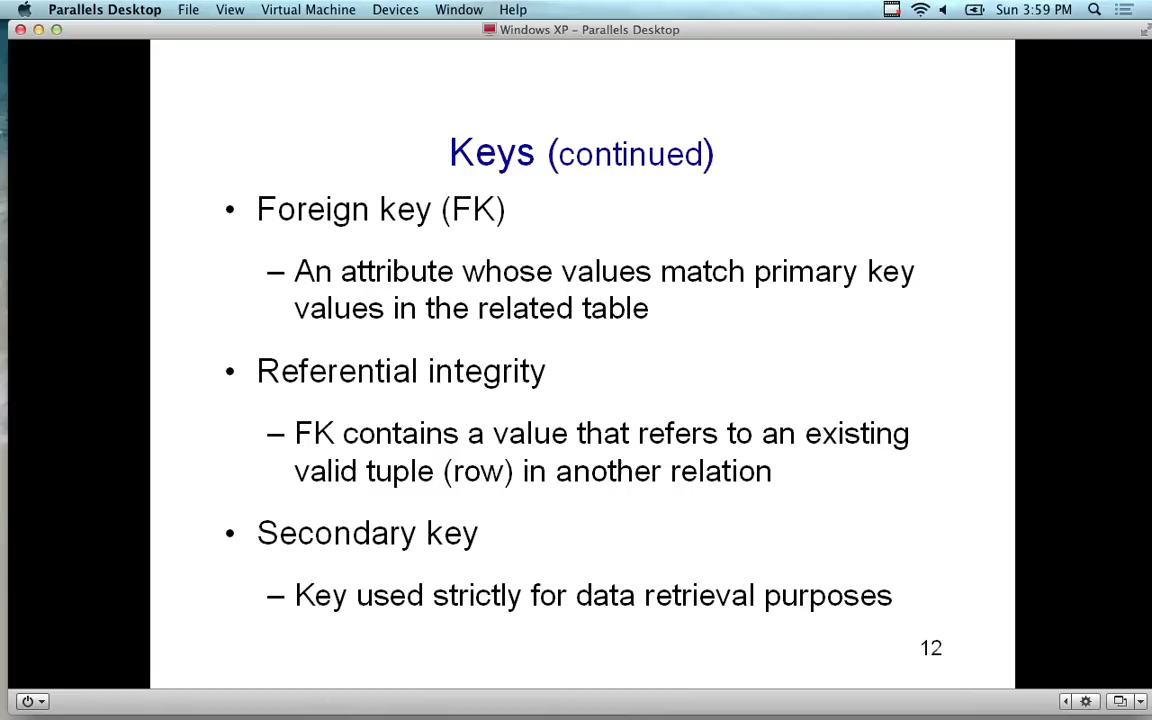 Parallels Desktop File View Virtual Machine Devices Window Help Sun 3:59 PM
Windows XP – Parallels Desktop
Keys (continued)
• Foreign key (FK)
– An attribute whose values match primary key
values in the related table
• Referential integrity
– FK contains a value that refers to an existing
valid tuple (row) in another relation
• Secondary key
– Key used strictly for data retrieval purposes
12